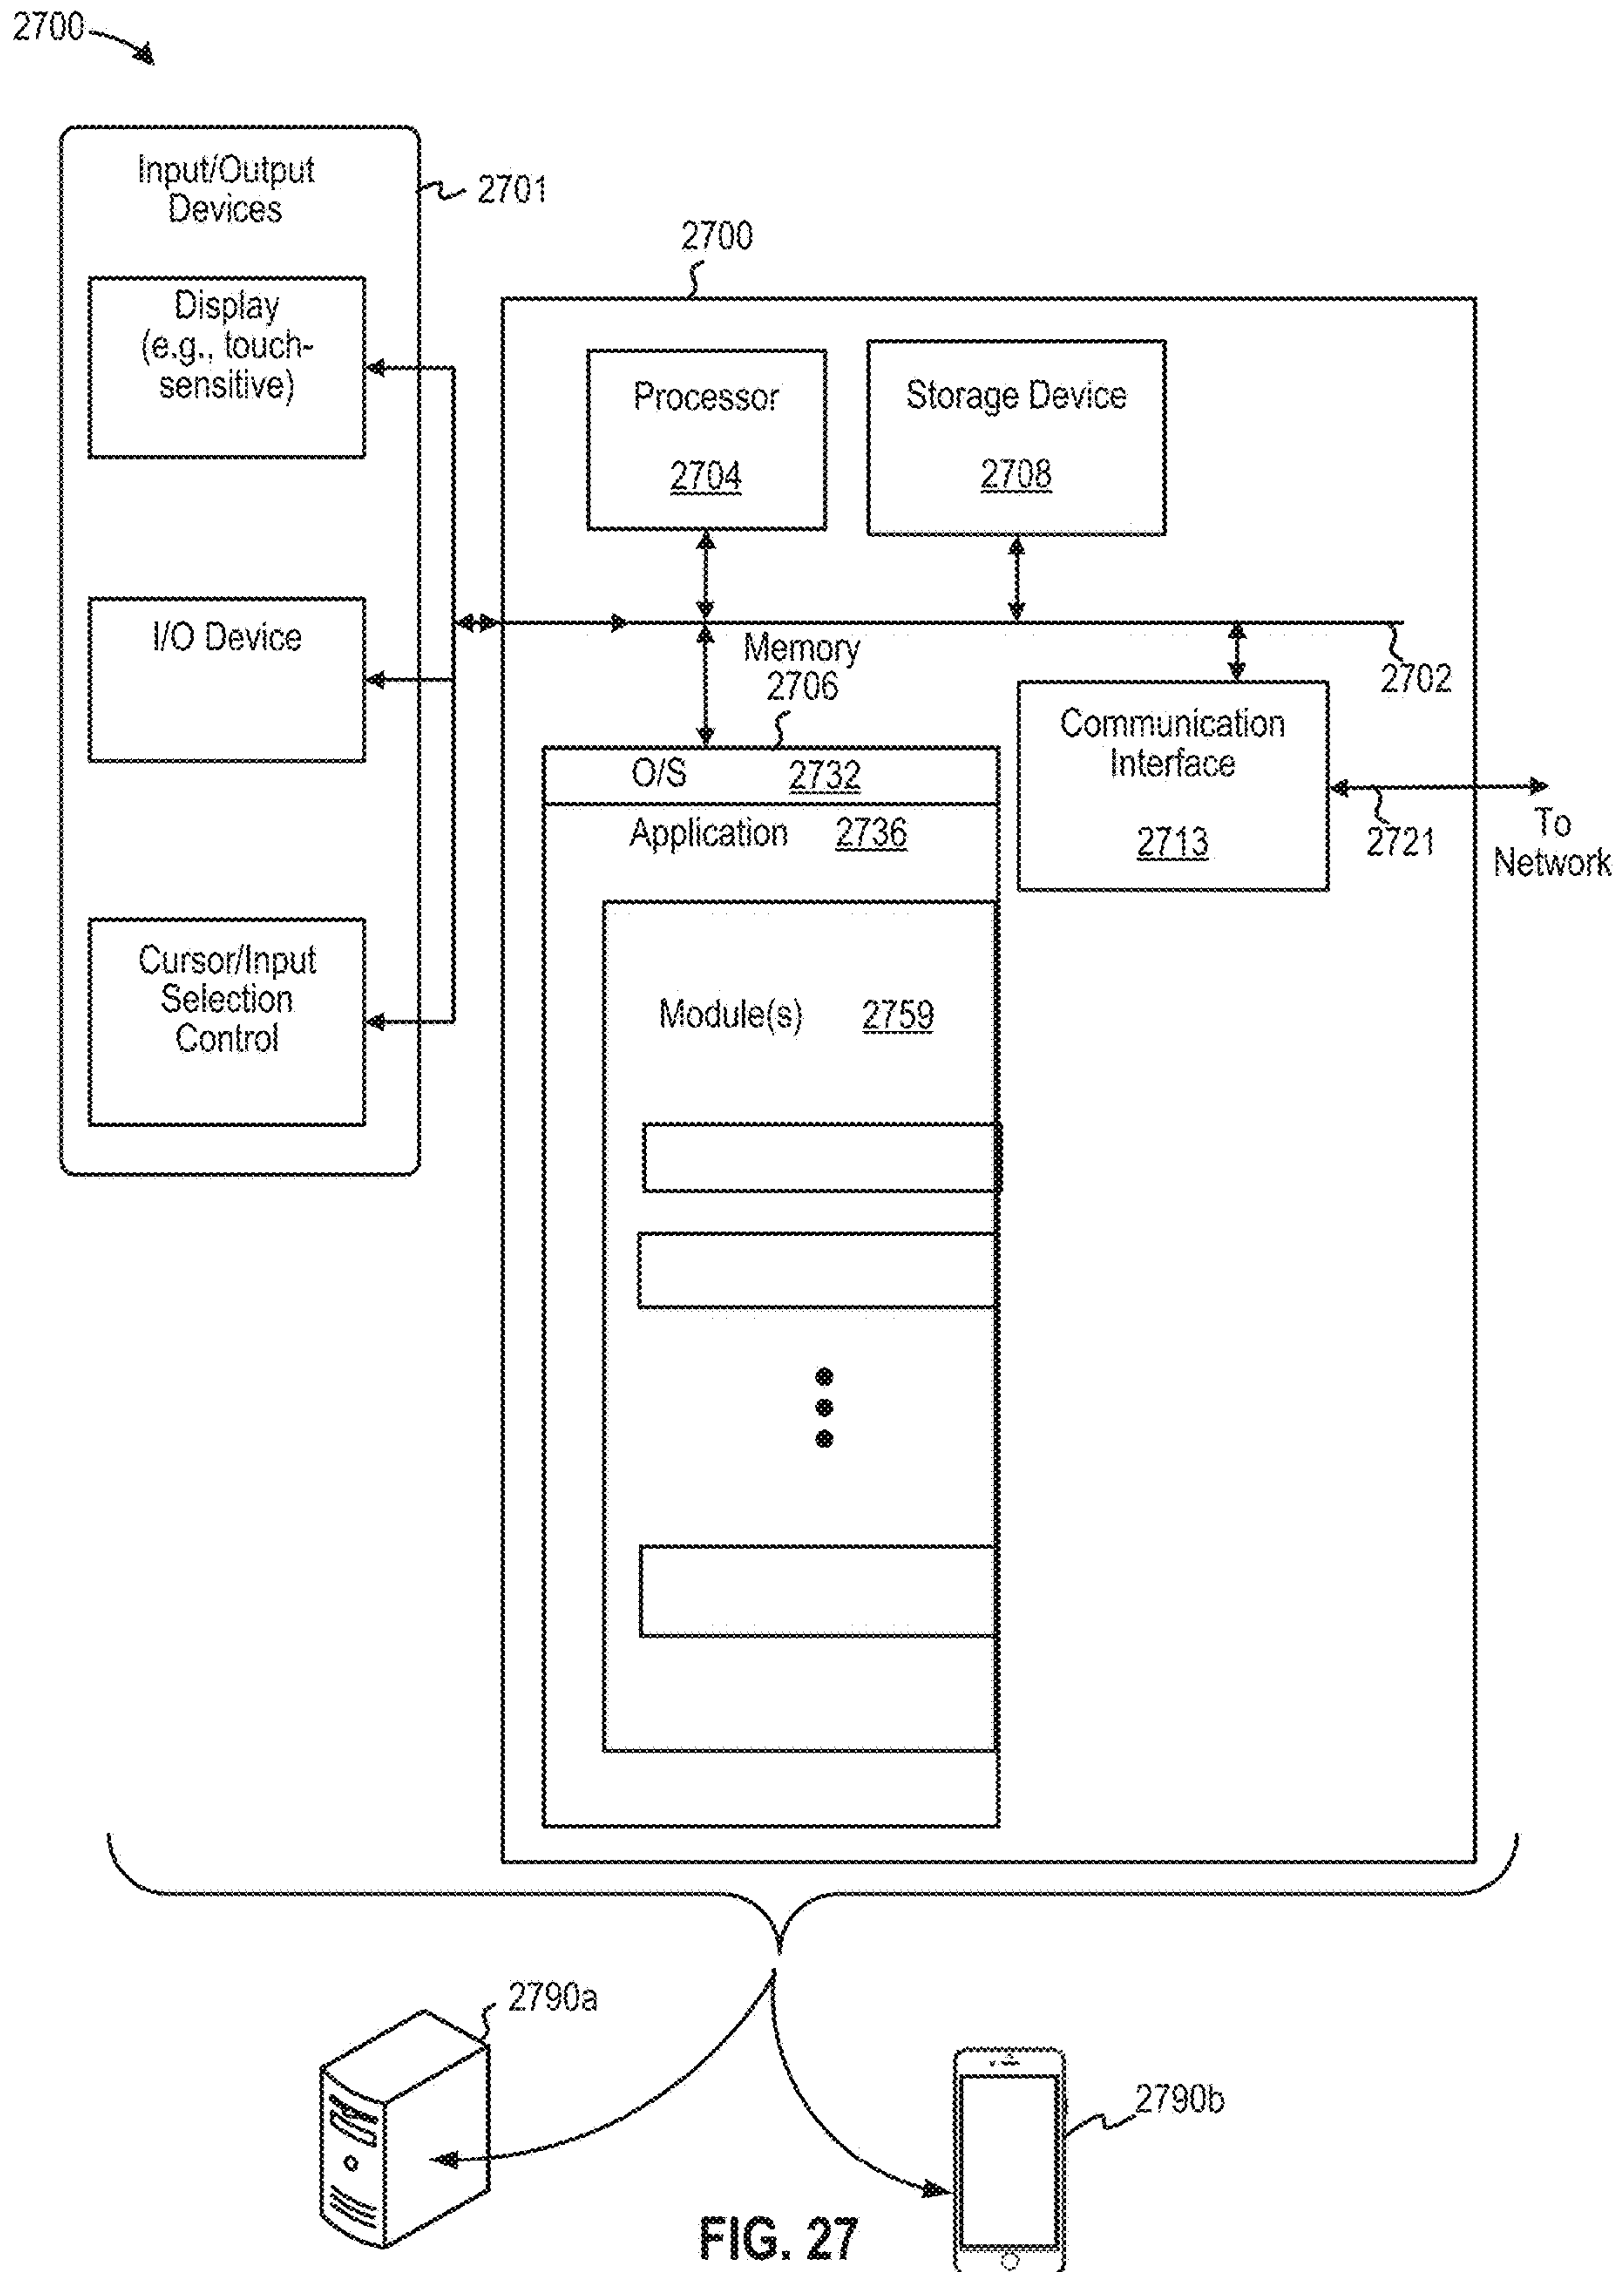 2700
Input/Output
Devices
2701
Display
(e.g., touch-
sensitive)
I/O Device
Cursor/Input
Selection
Control
2700
Processor
2704
Storage Device
2708
2702
Memory
2706
O/S 2732
Application 2736
Module(s) 2759
Communication
Interface
2713
2721
To
Network
2790a
2790b
FIG. 27